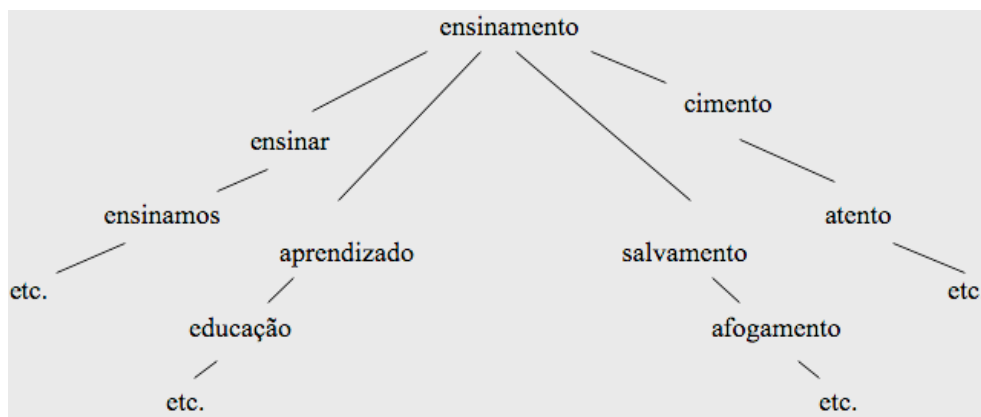 ensinamento
cimento
ensinar
ensinamos
atento
aprendizado
salvamento
etc.
etc
educação
afogamento
etc.
etc.